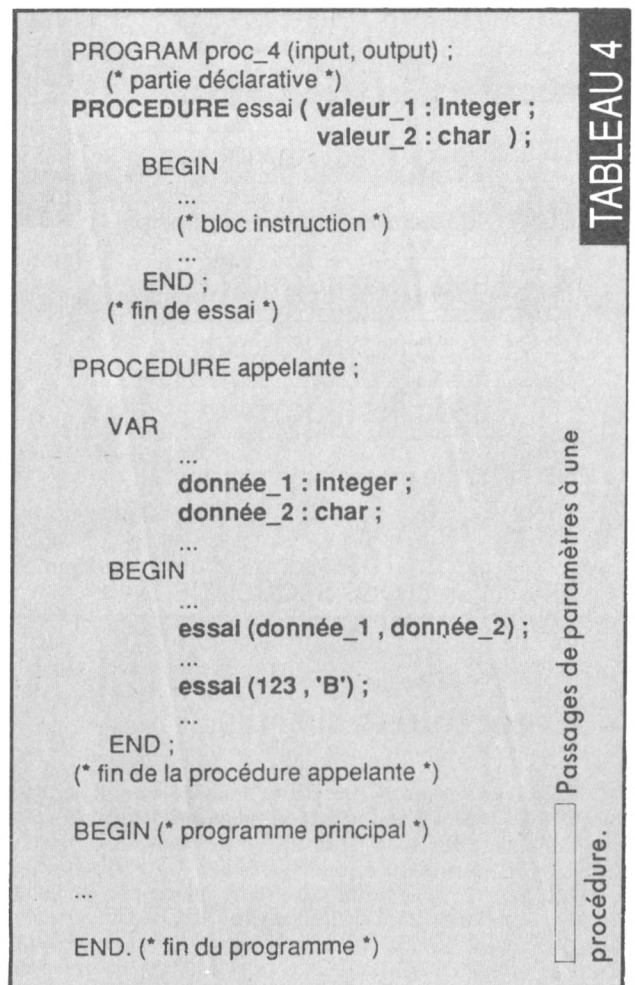 PROGRAM proc_4 (input, output) ;
(* partie déclarative *)
PROCEDURE essai ( valeur_1 : Integer ;
valeur_2 : char ) ;
BEGIN
...
(* bloc instruction *)
...
END ;
(* fin de essai *)
PROCEDURE appelante ;
VAR
...
donnée_1 : Integer ;
donnée_2 : char ;
...
BEGIN
...
essai (donnée_1 , donnée_2) ;
...
essai (123 , 'B') ;
...
END ;
(* fin de la procédure appelante *)
BEGIN (* programme principal *)
...
END. (* fin du programme *)
TABLEAU 4
Passages de paramètres à une
procédure.